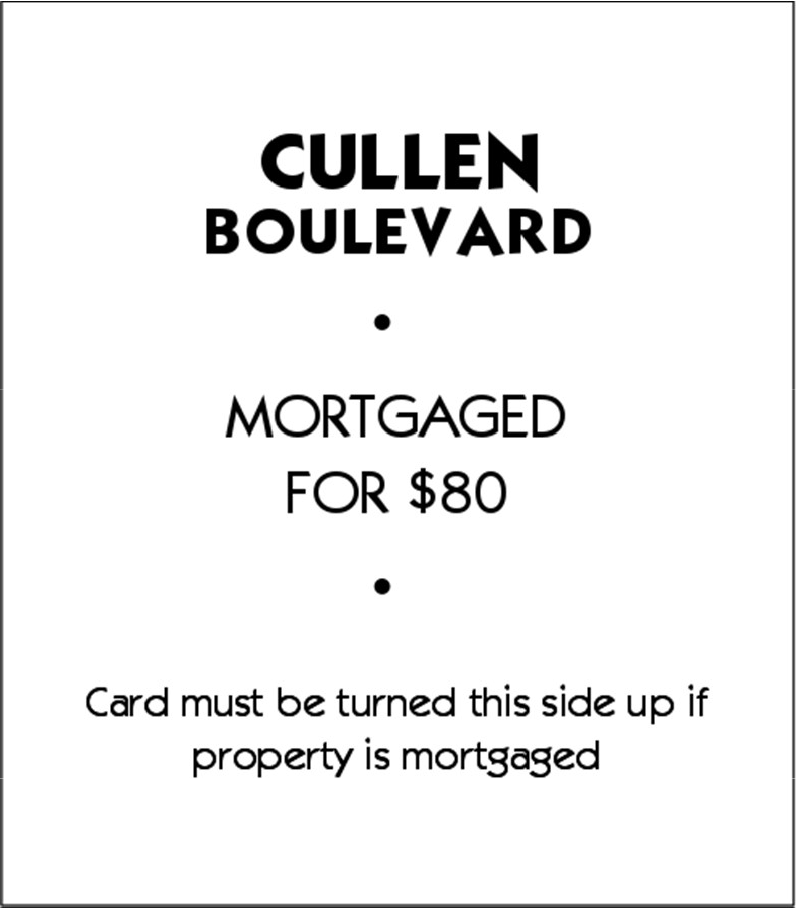 CULLEN
BOULEVARD
•
MORTGAGED
FOR $80
•
Card must be turned this side up if
property is mortgaged